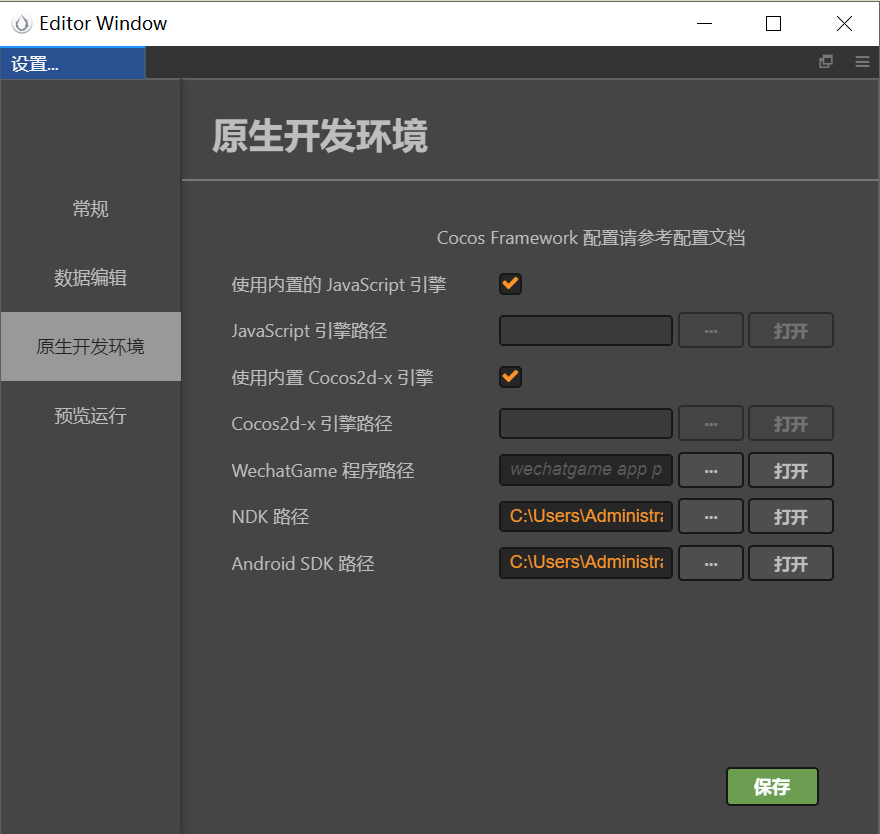 Editor Window
设置...
原生开发环境
常规
数据编辑
原生开发环境
预览运行
Cocos Framework 配置请参考配置文档
使用内置的 JavaScript 引擎
JavaScript 引擎路径 ... 打开
使用内置 Cocos2d-x 引擎
Cocos2d-x 引擎路径 ... 打开
WechatGame 程序路径 wechatgame app p ... 打开
NDK 路径 C:\Users\Administra ... 打开
Android SDK 路径 C:\Users\Administra ... 打开
保存